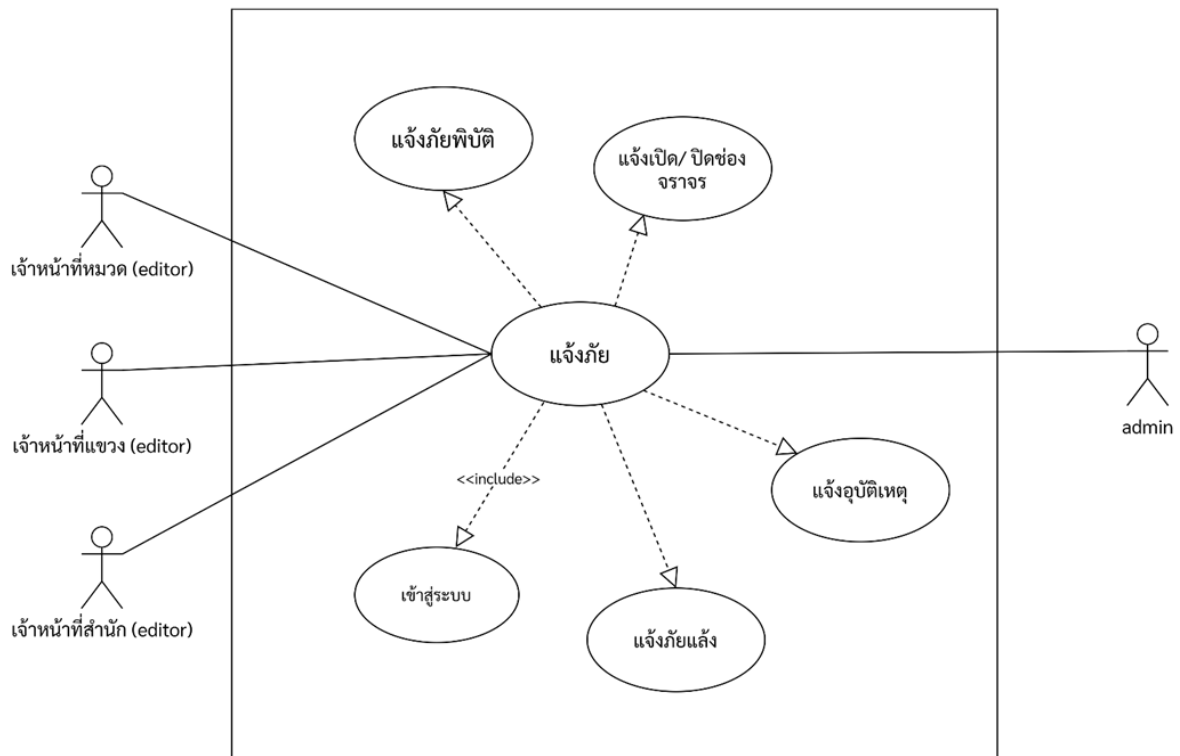 แจ้งภัยพิบัติ
แจ้งเปิด/ ปิดช่อง
จราจร
เจ้าหน้าที่หมวด (editor)
แจ้งภัย
เจ้าหน้าที่แขวง (editor)
admin
<<include>>
แจ้งอุบัติเหตุ
เข้าสู่ระบบ
เจ้าหน้าที่สำนัก (editor)
แจ้งภัยแล้ง